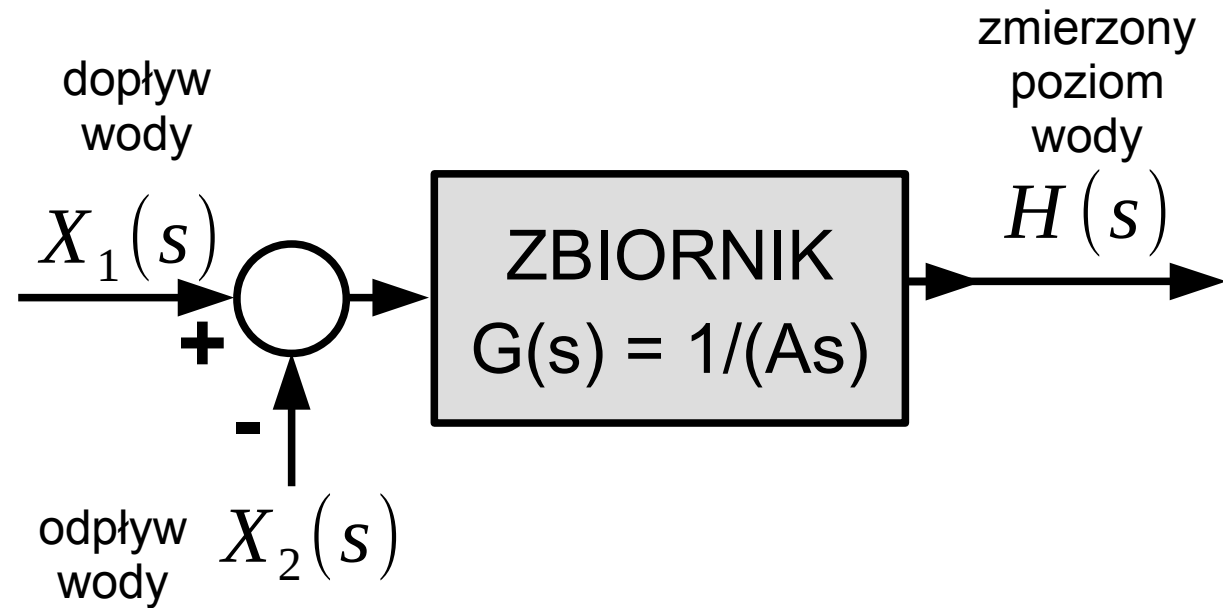 dopływ
wody
X₁(s)
+
-
odpływ
wody
X₂(s)
ZBIORNIK
G(s) = 1/(As)
zmierzony
poziom
wody
H(s)